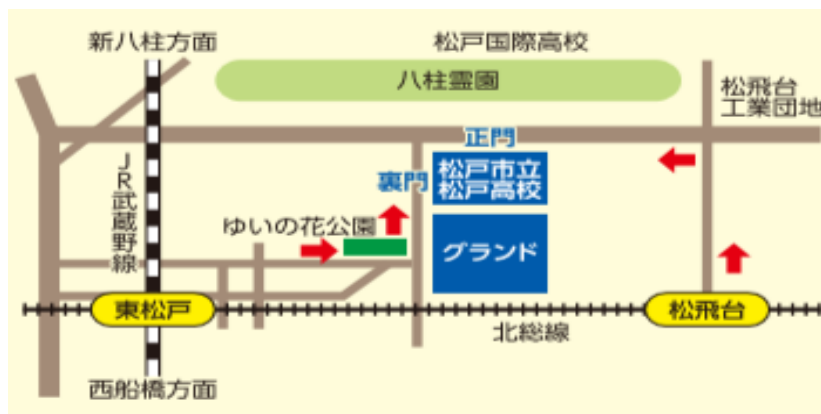 新八柱方面
松戸国際高校
八柱霊園
松飛台
工業団地
正門
JR武蔵野線
裏門
松戸市立
松戸高校
ゆいの花公園
グランド
東松戸
松飛台
北総線
西船橋方面